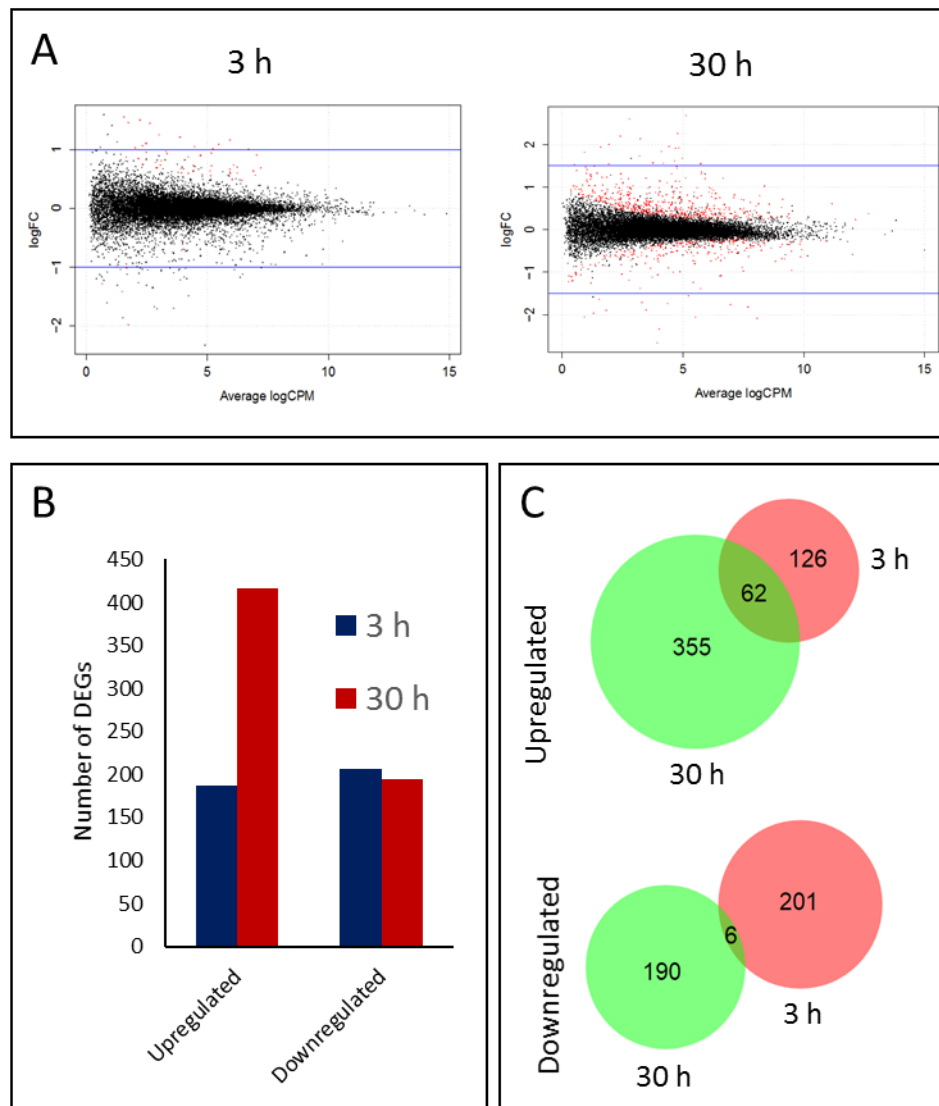 A
3 h
30 h
1
0
−1
−2
logFC
0 5 10 15
Average logCPM
2
1
0
−1
−2
logFC
0 5 10 15
Average logCPM
B
450
400
350
300
250
200
150
100
50
0
Number of DEGs
3 h
30 h
Upregulated
Downregulated
C
Upregulated
126
3 h
62
355
30 h
Downregulated
201
6
190
3 h
30 h